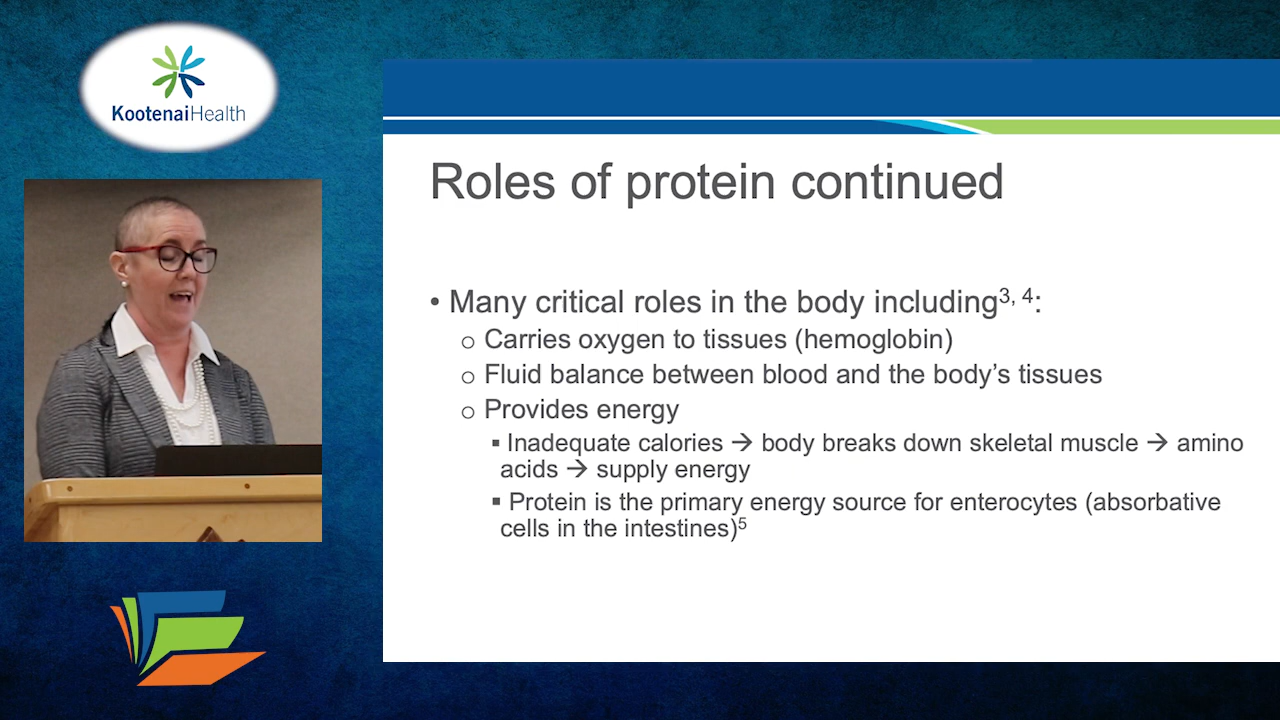 KootenaiHealth
Roles of protein continued
• Many critical roles in the body including3, 4:
o Carries oxygen to tissues (hemoglobin)
o Fluid balance between blood and the body’s tissues
o Provides energy
▪ Inadequate calories → body breaks down skeletal muscle → amino
acids → supply energy
▪ Protein is the primary energy source for enterocytes (absorbative
cells in the intestines)5